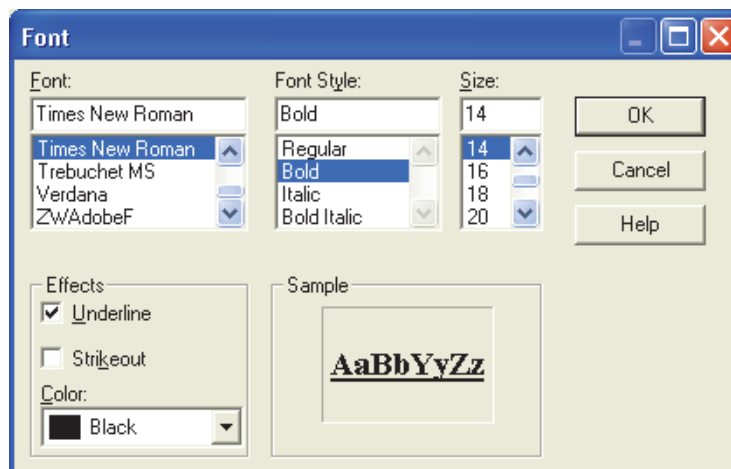 Font
Font:
Times New Roman
Times New Roman
Trebuchet MS
Verdana
ZWAdobeF
Font Style:
Bold
Regular
Bold
Italic
Bold Italic
Size:
14
14
16
18
20
OK
Cancel
Help
Effects
Underline
Strikeout
Color:
Black
Sample
AaBbYyZz